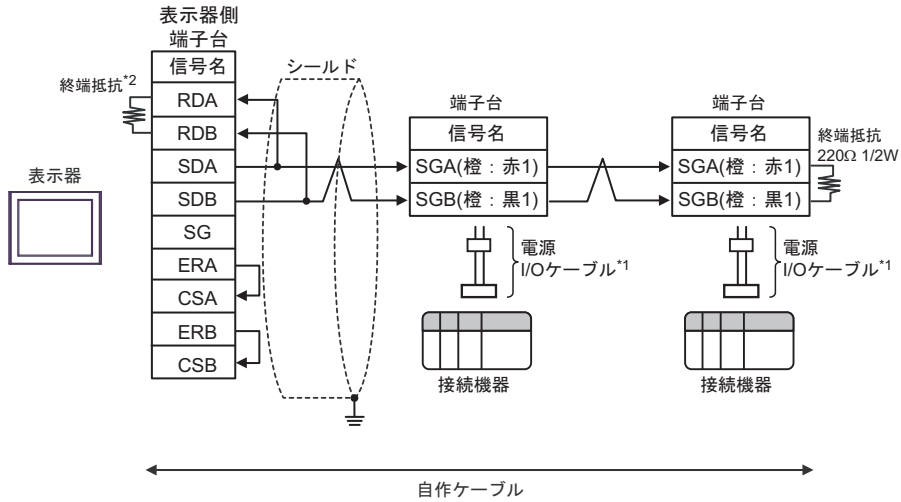 表示器側
端子台
信号名
終端抵抗*2
RDA
RDB
SDA
SDB
SG
ERA
CSA
ERB
CSB
表示器
シールド
端子台
信号名
SGA(橙：赤1)
SGB(橙：黒1)
電源
I/Oケーブル*1
接続機器
端子台
信号名
SGA(橙：赤1)
SGB(橙：黒1)
終端抵抗
220Ω 1/2W
電源
I/Oケーブル*1
接続機器
自作ケーブル